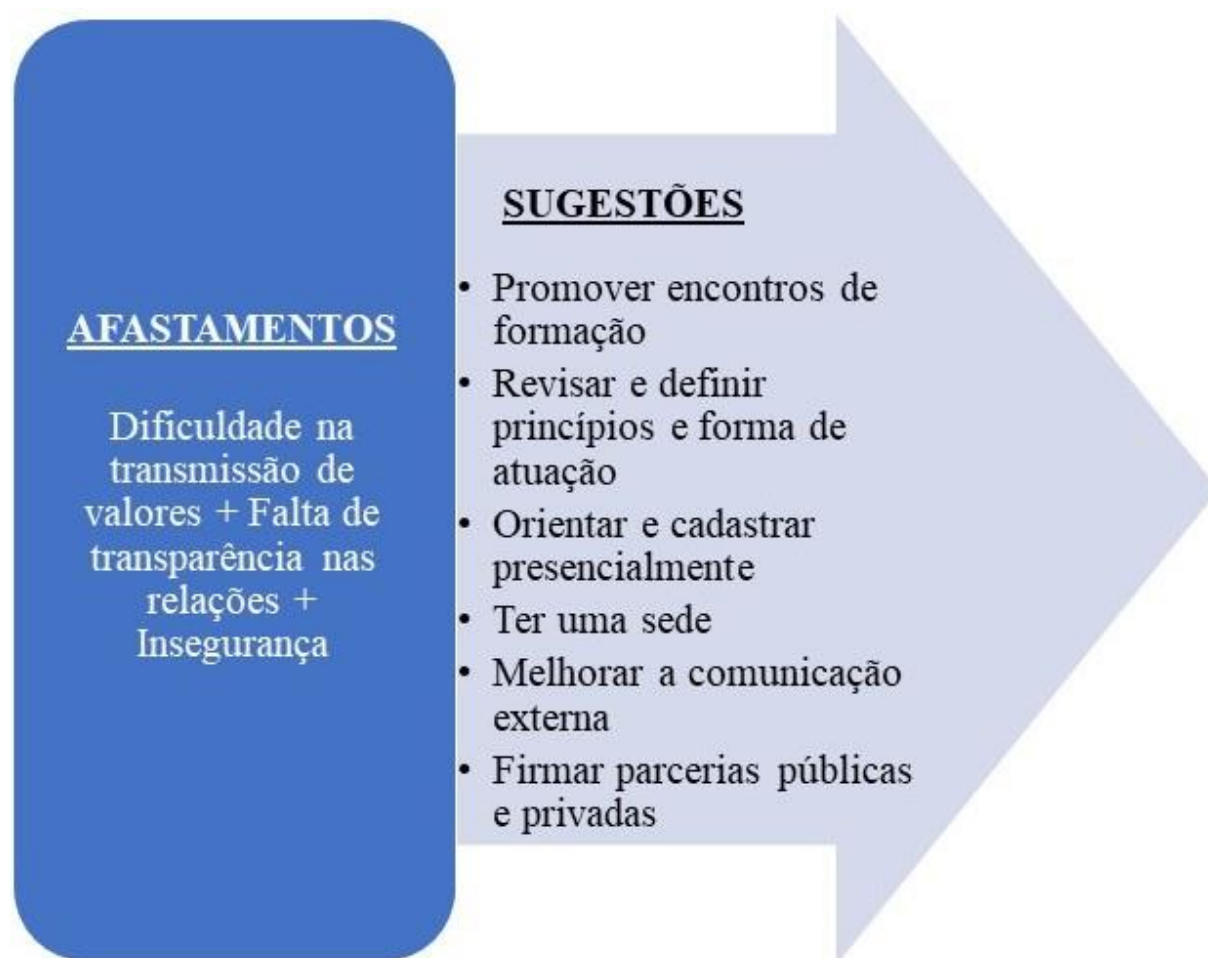 AFASTAMENTOS
Dificuldade na
transmissão de
valores + Falta de
transparência nas
relações +
Insegurança
SUGESTÕES
• Promover encontros de
formação
• Revisar e definir
princípios e forma de
atuação
• Orientar e cadastrar
presencialmente
• Ter uma sede
• Melhorar a comunicação
externa
• Firmar parcerias públicas
e privadas